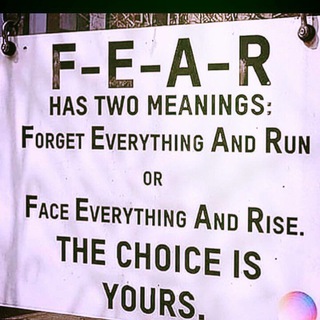 F-E-A-R
HAS TWO MEANINGS:
FORGET EVERYTHING AND RUN
OR
FACE EVERYTHING AND RISE.
THE CHOICE IS
YOURS.